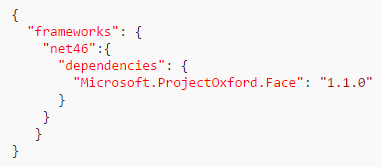 {
  "frameworks": {
    "net46":{
      "dependencies": {
        "Microsoft.ProjectOxford.Face": "1.1.0"
      }
    }
   }
}